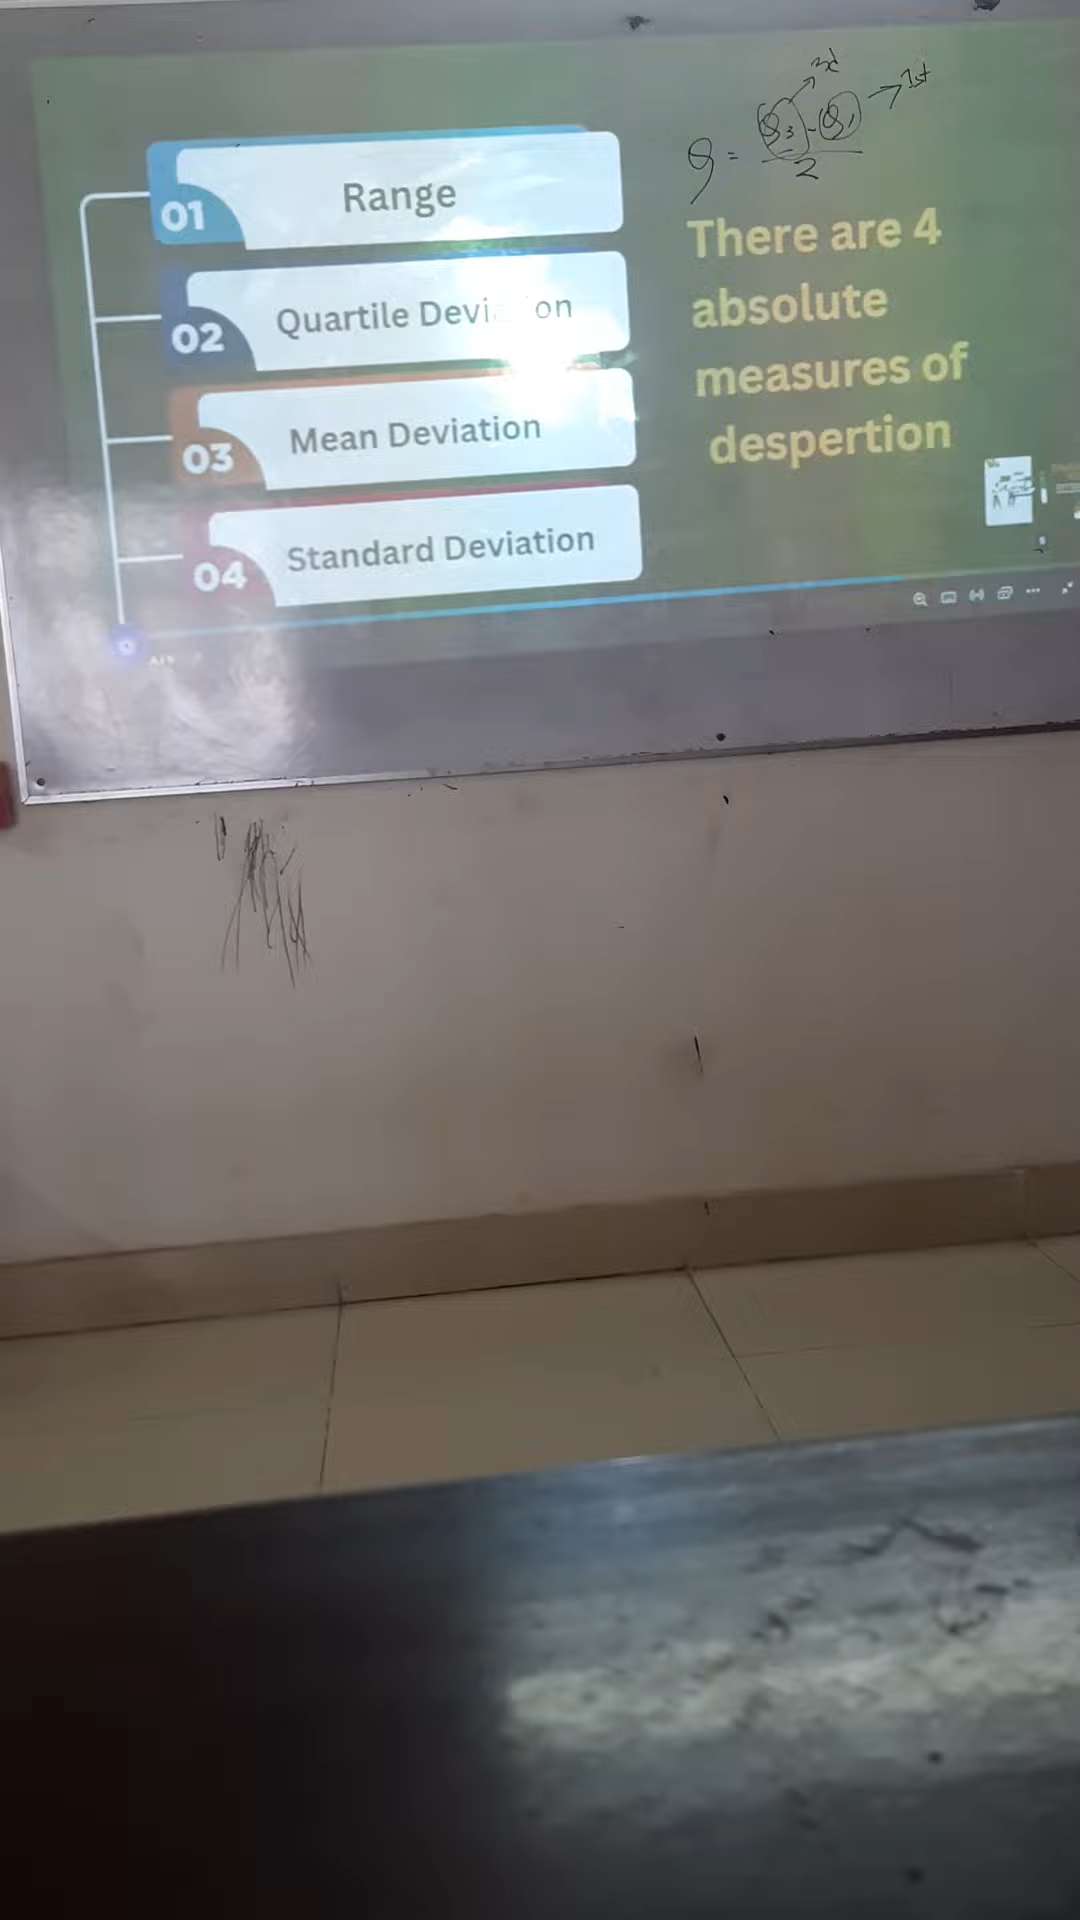 Q = (Q3) - (Q1)
3d
1st
2
01
Range
02
Quartile Devi on
03
Mean Deviation
04
Standard Deviation
There are 4
absolute
measures of
despertion